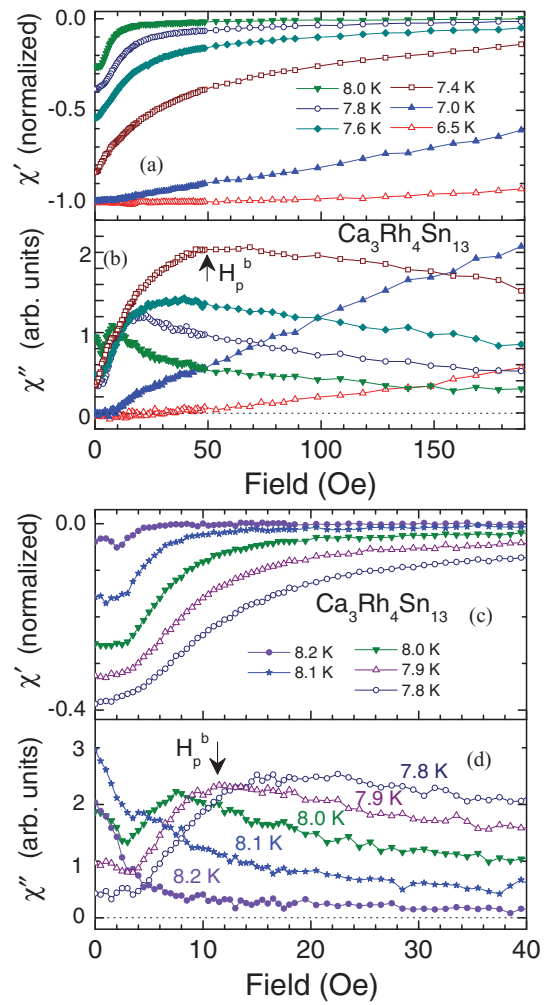 0.0
-0.5
-1.0
χ′ (normalized)
(a)
8.0 K
7.8 K
7.6 K
7.4 K
7.0 K
6.5 K
(b)
Ca3Rh4Sn13
Hpb
2
1
0
χ″ (arb. units)
0 50 100 150
Field (Oe)
0.0
-0.4
χ′ (normalized)
Ca3Rh4Sn13
(c)
8.2 K
8.1 K
8.0 K
7.9 K
7.8 K
(d)
Hpb
3
2
1
0
χ″ (arb. units)
7.8 K
7.9 K
8.0 K
8.1 K
8.2 K
0 10 20 30 40
Field (Oe)